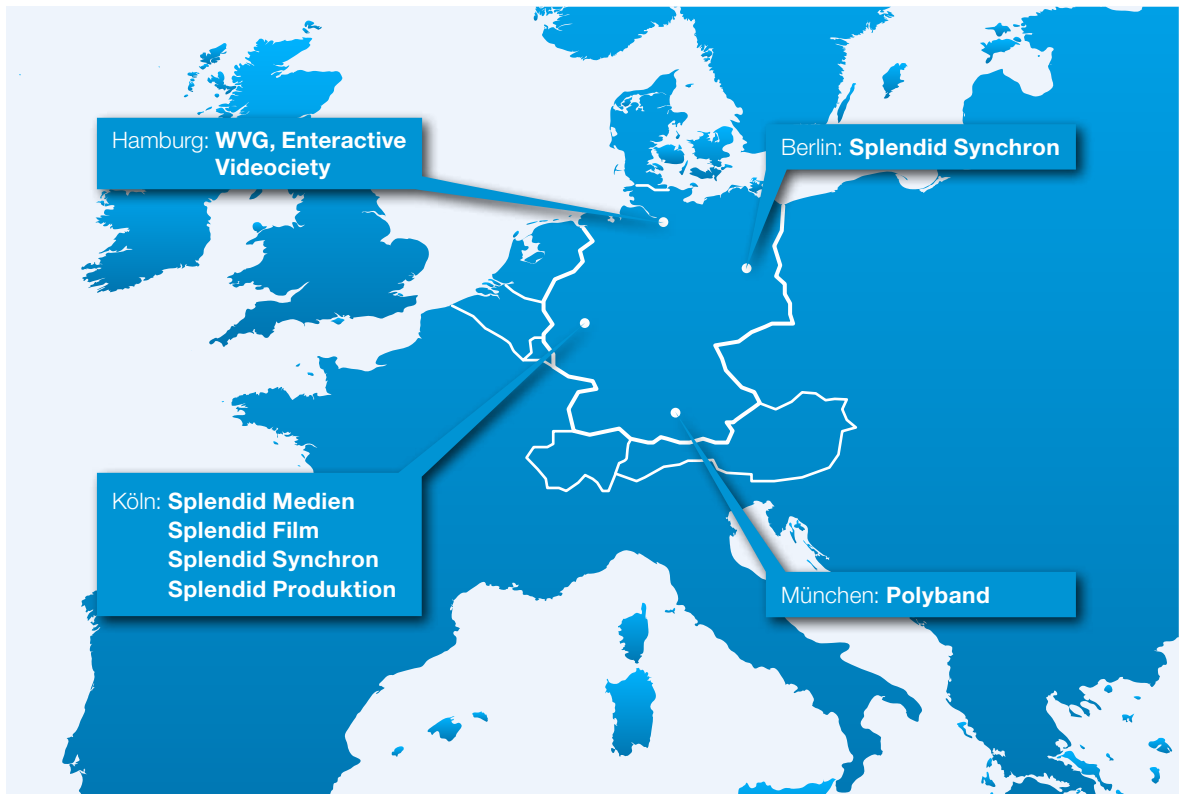 Hamburg: WVG, Enteractive
Videociety
Berlin: Splendid Synchron
Köln: Splendid Medien
Splendid Film
Splendid Synchron
Splendid Produktion
München: Polyband